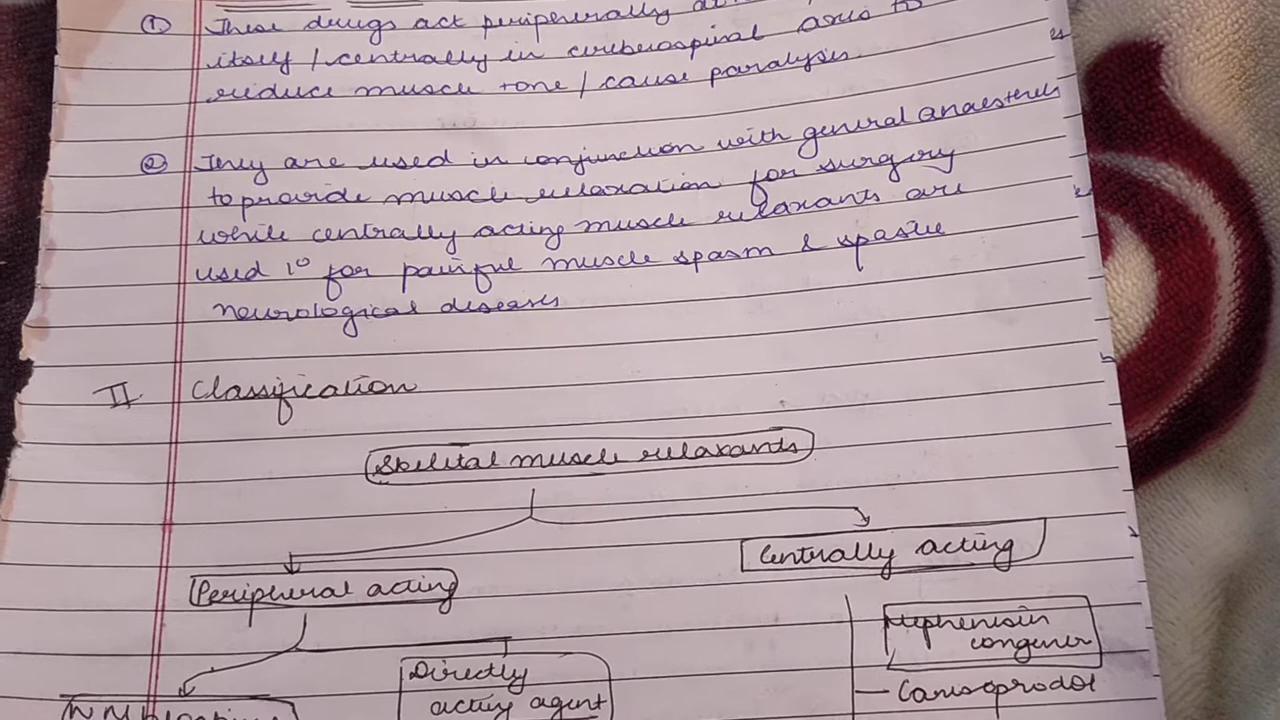 ① These drugs act peripherally
itself / centrally in cerebrospinal axis to
reduce muscle tone / cause paralysis.
② They are used in conjunction with general anaesthetics
to provide muscle relaxation for surgery
while centrally acting muscle relaxants are
used 1° for painful muscle spasm & spastic
neurological diseases
II Classification
Skeletal muscle relaxants
Centrally acting
Peripheral acting
Mephensin
congener
Directly
acting agent
— Carisoprodol